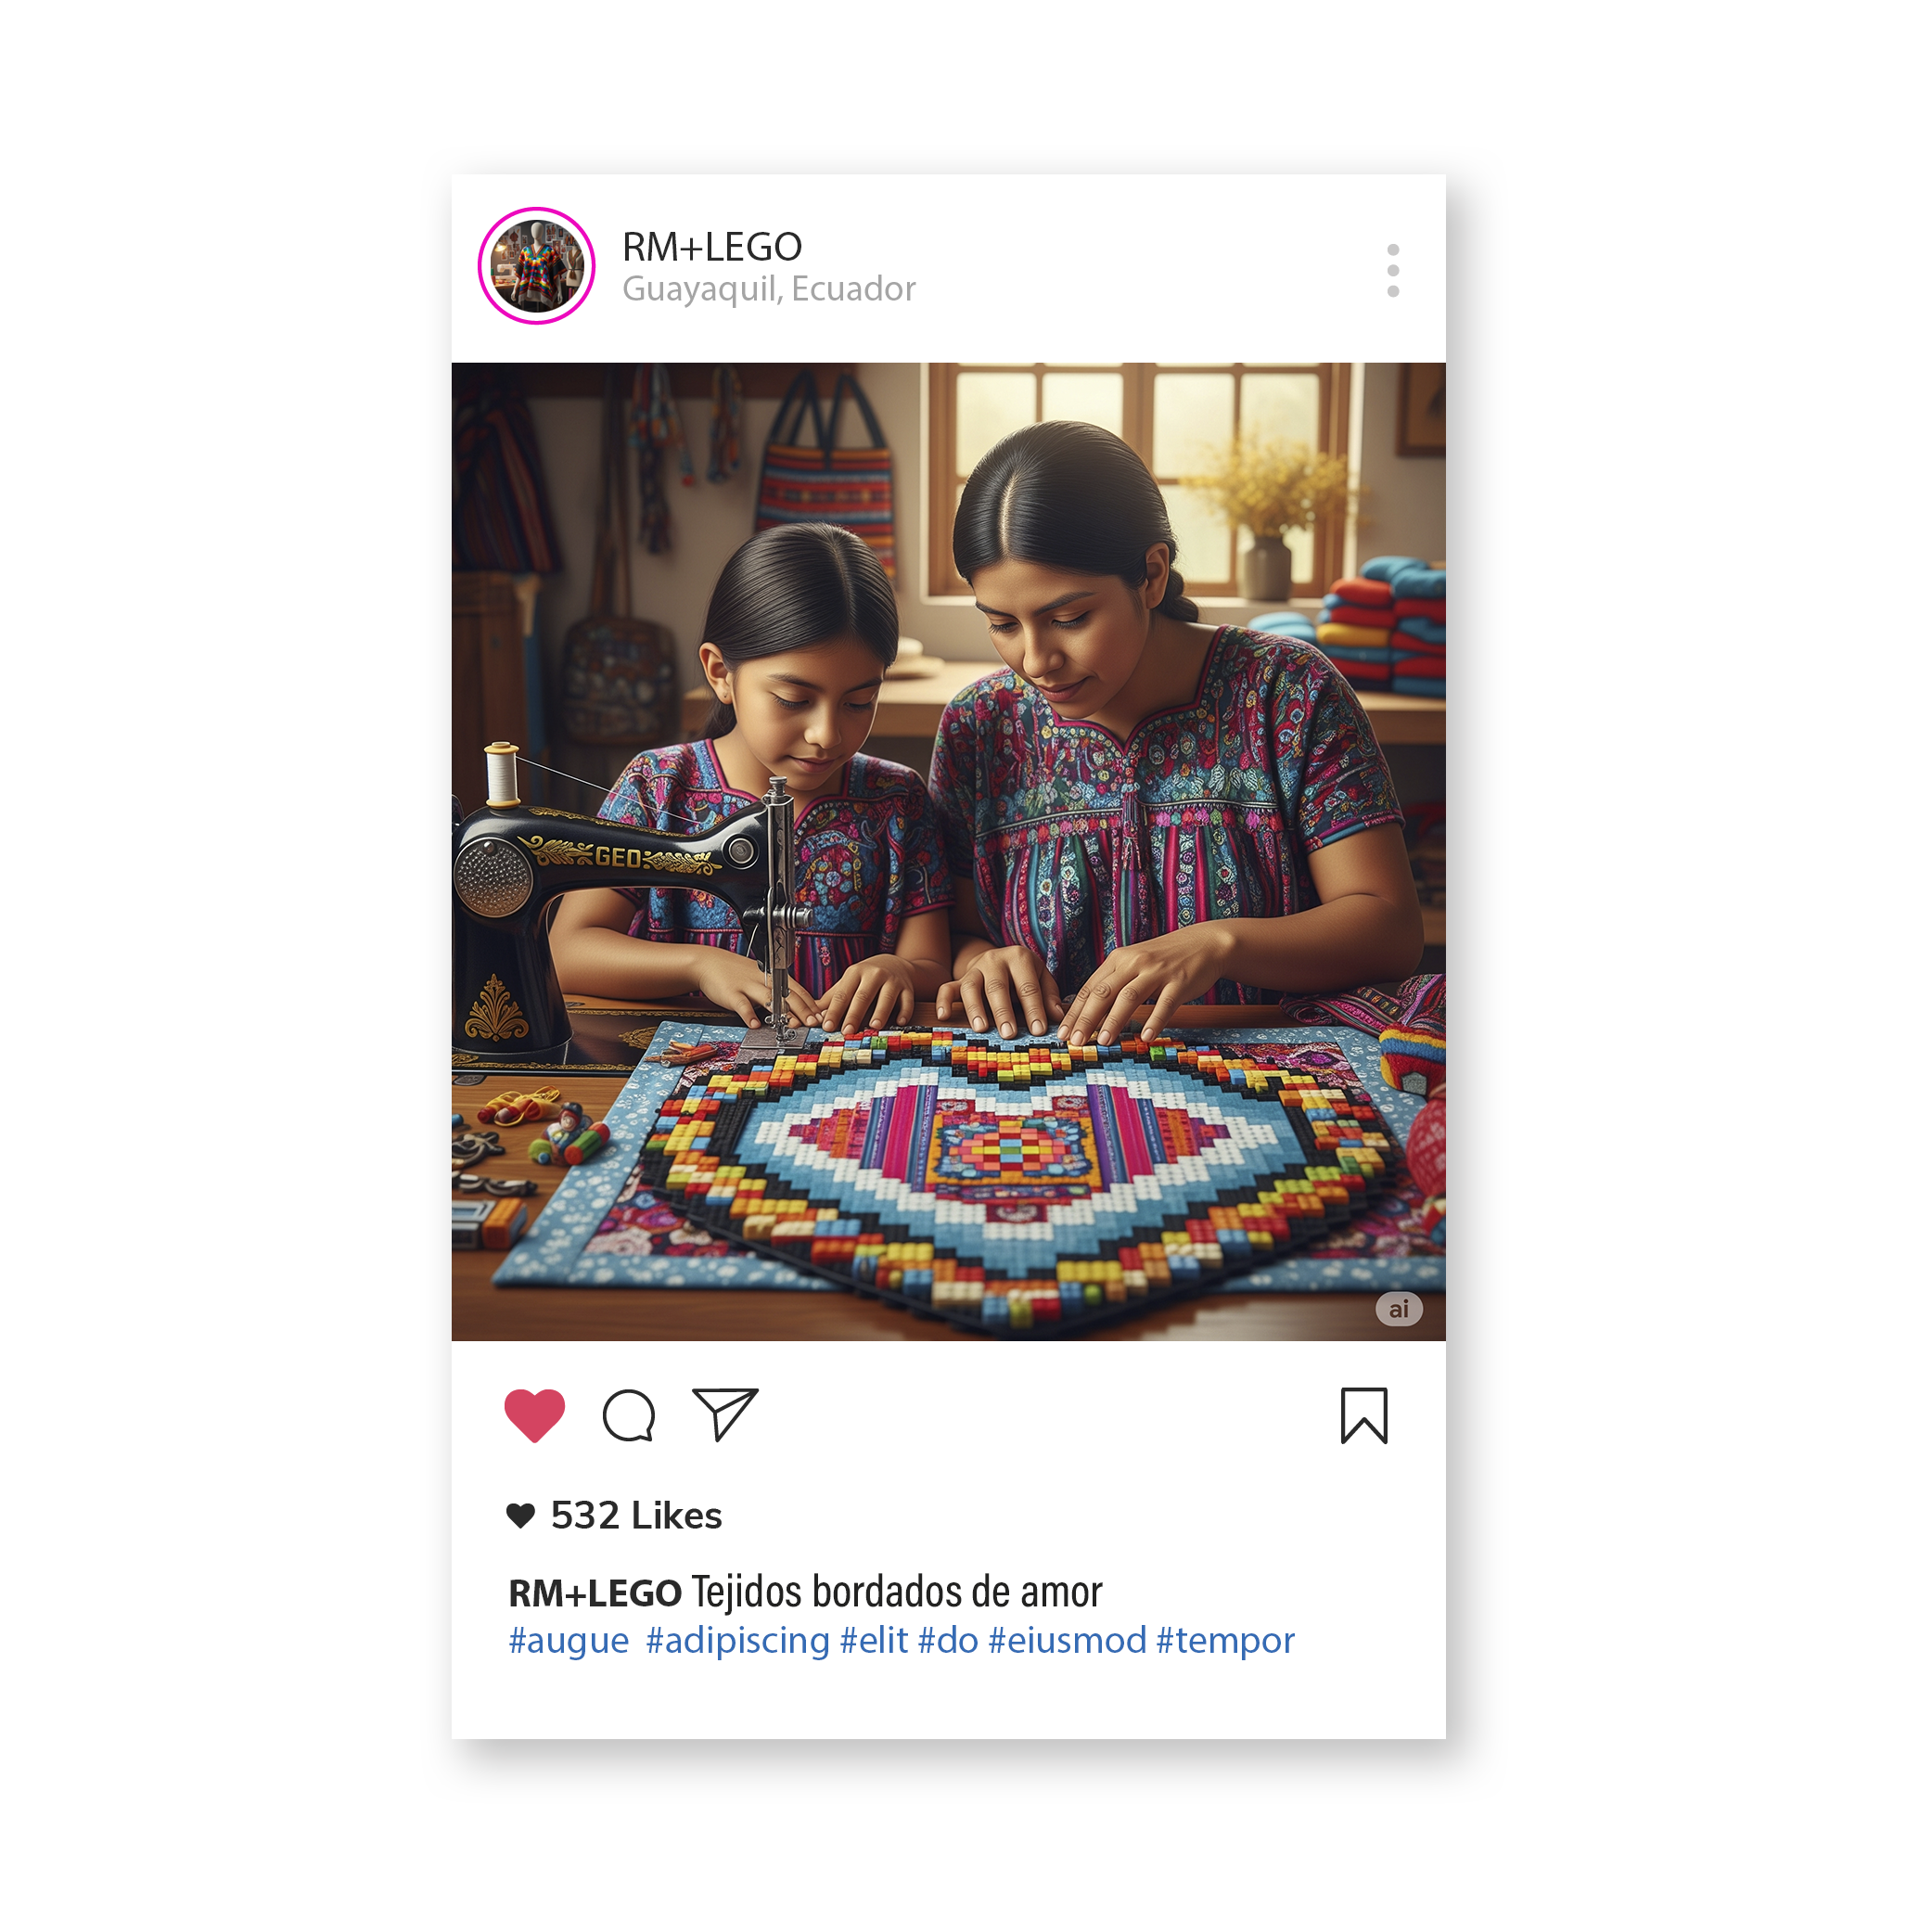 RM+LEGO
Guayaquil, Ecuador
GEO
ai
532 Likes
RM+LEGO Tejidos bordados de amor
#augue #adipiscing #elit #do #eiusmod #tempor